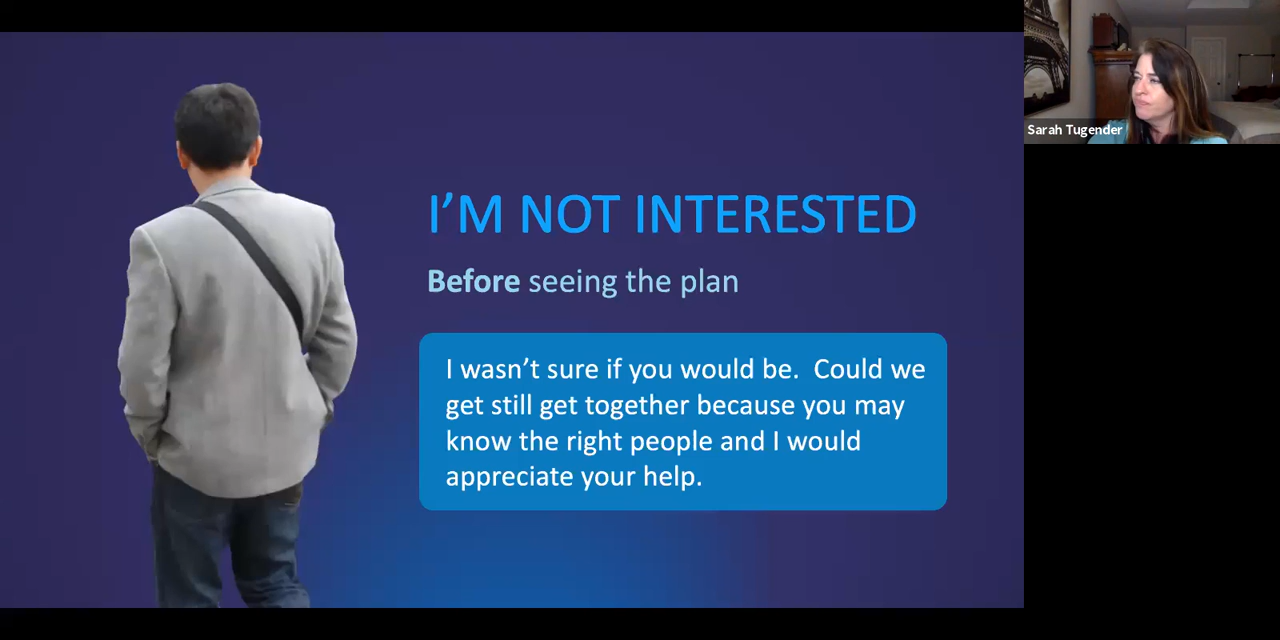 I’M NOT INTERESTED
Before seeing the plan
I wasn’t sure if you would be.  Could we
get still get together because you may
know the right people and I would
appreciate your help.
Sarah Tugender